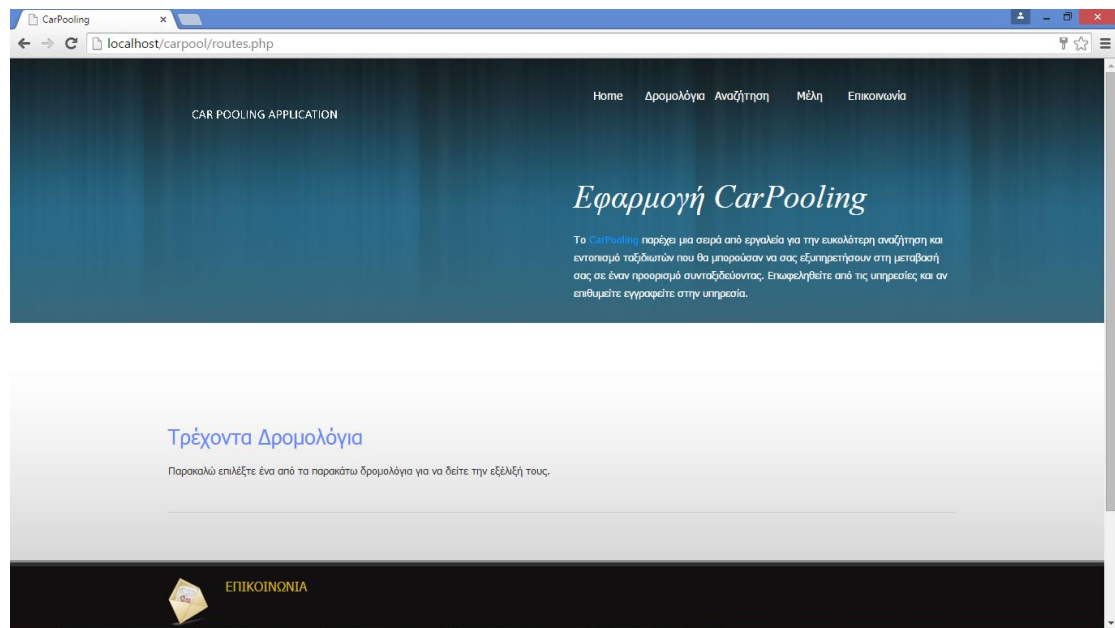 CarPooling
localhost/carpool/routes.php
CAR POOLING APPLICATION
Home Δρομολόγια Αναζήτηση Μέλη Επικοινωνία
Εφαρμογή CarPooling
Το CarPooling παρέχει μια σειρά από εργαλεία για την ευκολότερη αναζήτηση και
εντοπισμό ταξιδιωτών που θα μπορούσαν να σας εξυπηρετήσουν στη μεταβασή
σας σε έναν προορισμό συνταξιδεύοντας. Επωφεληθείτε από τις υπηρεσίες και αν
επιθυμείτε εγγραφείτε στην υπηρεσία.
Τρέχοντα Δρομολόγια
Παρακαλώ επιλέξτε ένα από τα παρακάτω δρομολόγια για να δείτε την εξέλιξή τους.
ΕΠΙΚΟΙΝΩΝΙΑ